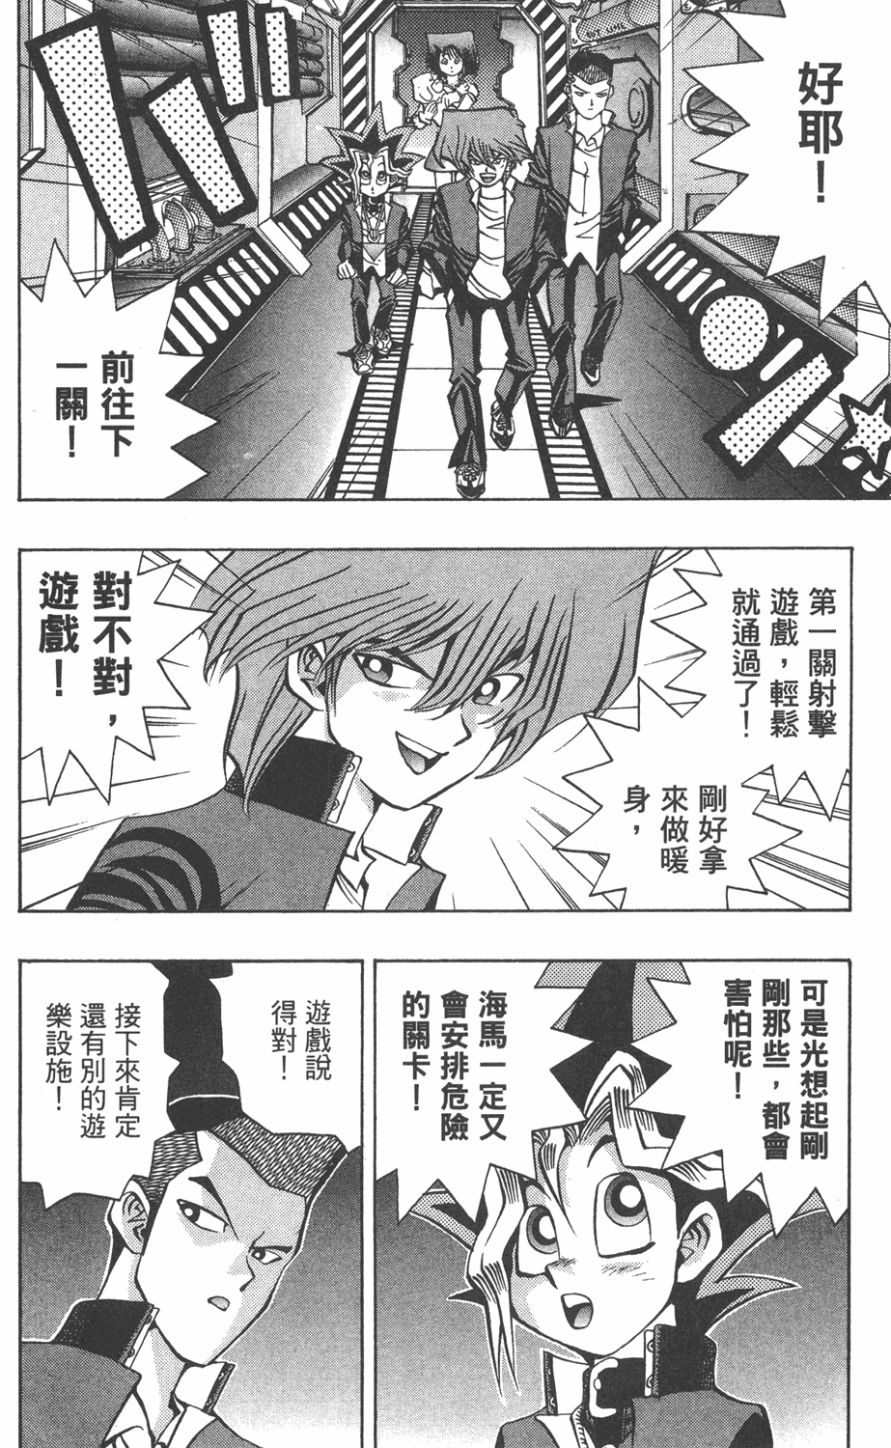 好耶！
前往下
一關！
第一關射擊
遊戲，輕鬆
就通過了！
剛好拿
來做暖
身，
對不對，
遊戲！
可是光想起剛
剛那些，都會
害怕呢！
海馬一定又
會安排危險
的關卡！
遊戲說
得對！
接下來肯定
還有別的遊
樂設施！